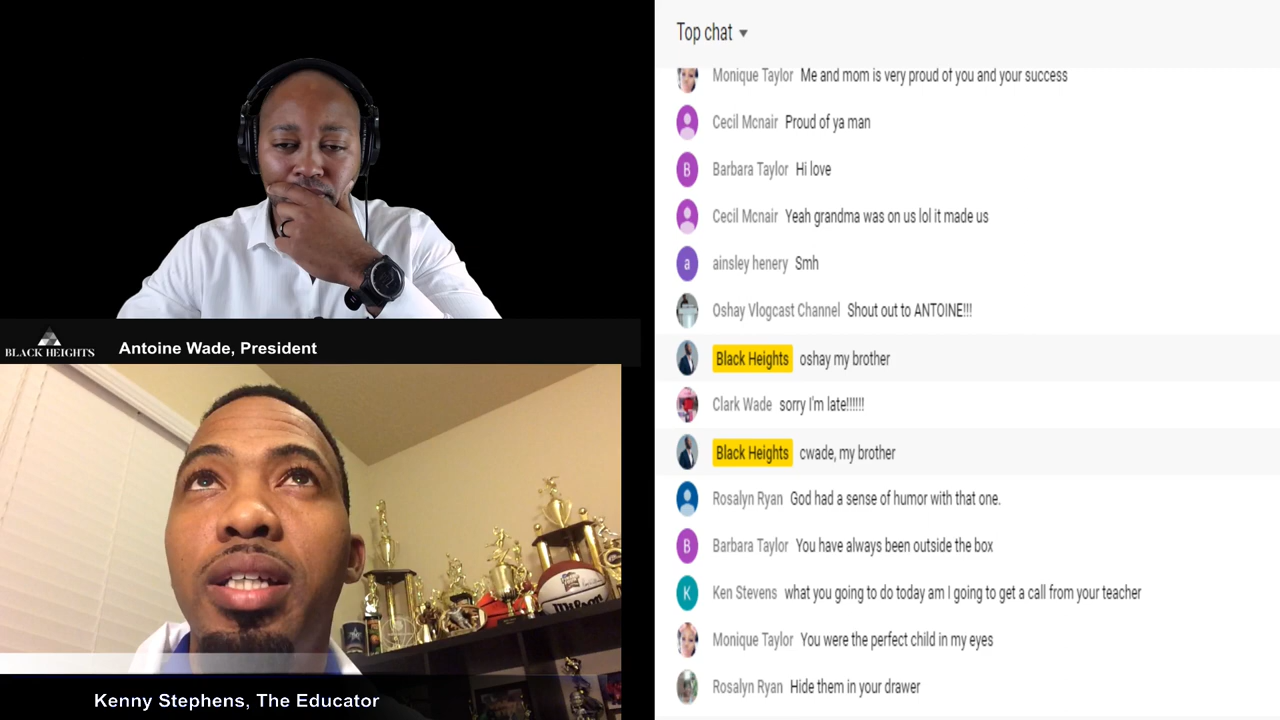 BLACK HEIGHTS
Antoine Wade, President
Kenny Stephens, The Educator
Top chat
Monique Taylor Me and mom is very proud of you and your success
Cecil Mcnair Proud of ya man
B Barbara Taylor Hi love
Cecil Mcnair Yeah grandma was on us lol it made us
a ainsley henery Smh
Oshay Vlogcast Channel Shout out to ANTOINE!!!
Black Heights oshay my brother
Clark Wade sorry I'm late!!!!!!
Black Heights cwade, my brother
Rosalyn Ryan God had a sense of humor with that one.
B Barbara Taylor You have always been outside the box
K Ken Stevens what you going to do today am I going to get a call from your teacher
Monique Taylor You were the perfect child in my eyes
Rosalyn Ryan Hide them in your drawer
Wilson